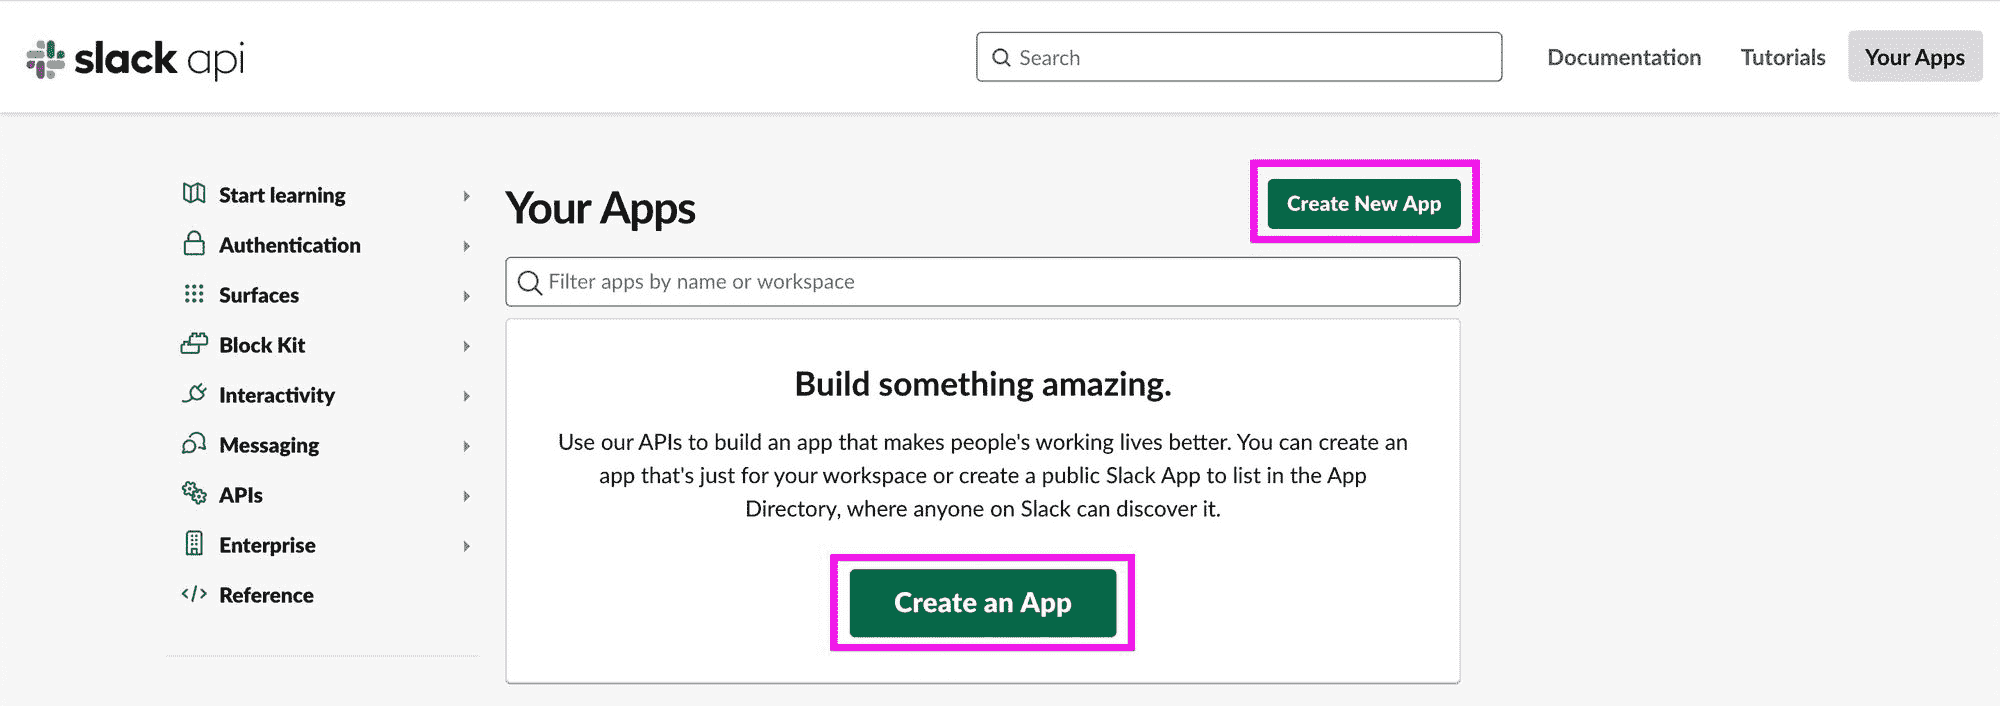 slack api
Search
Documentation
Tutorials
Your Apps
Start learning
Authentication
Surfaces
Block Kit
Interactivity
Messaging
APIs
Enterprise
Reference
Your Apps
Create New App
Filter apps by name or workspace
Build something amazing.
Use our APIs to build an app that makes people's working lives better. You can create an
app that's just for your workspace or create a public Slack App to list in the App
Directory, where anyone on Slack can discover it.
Create an App